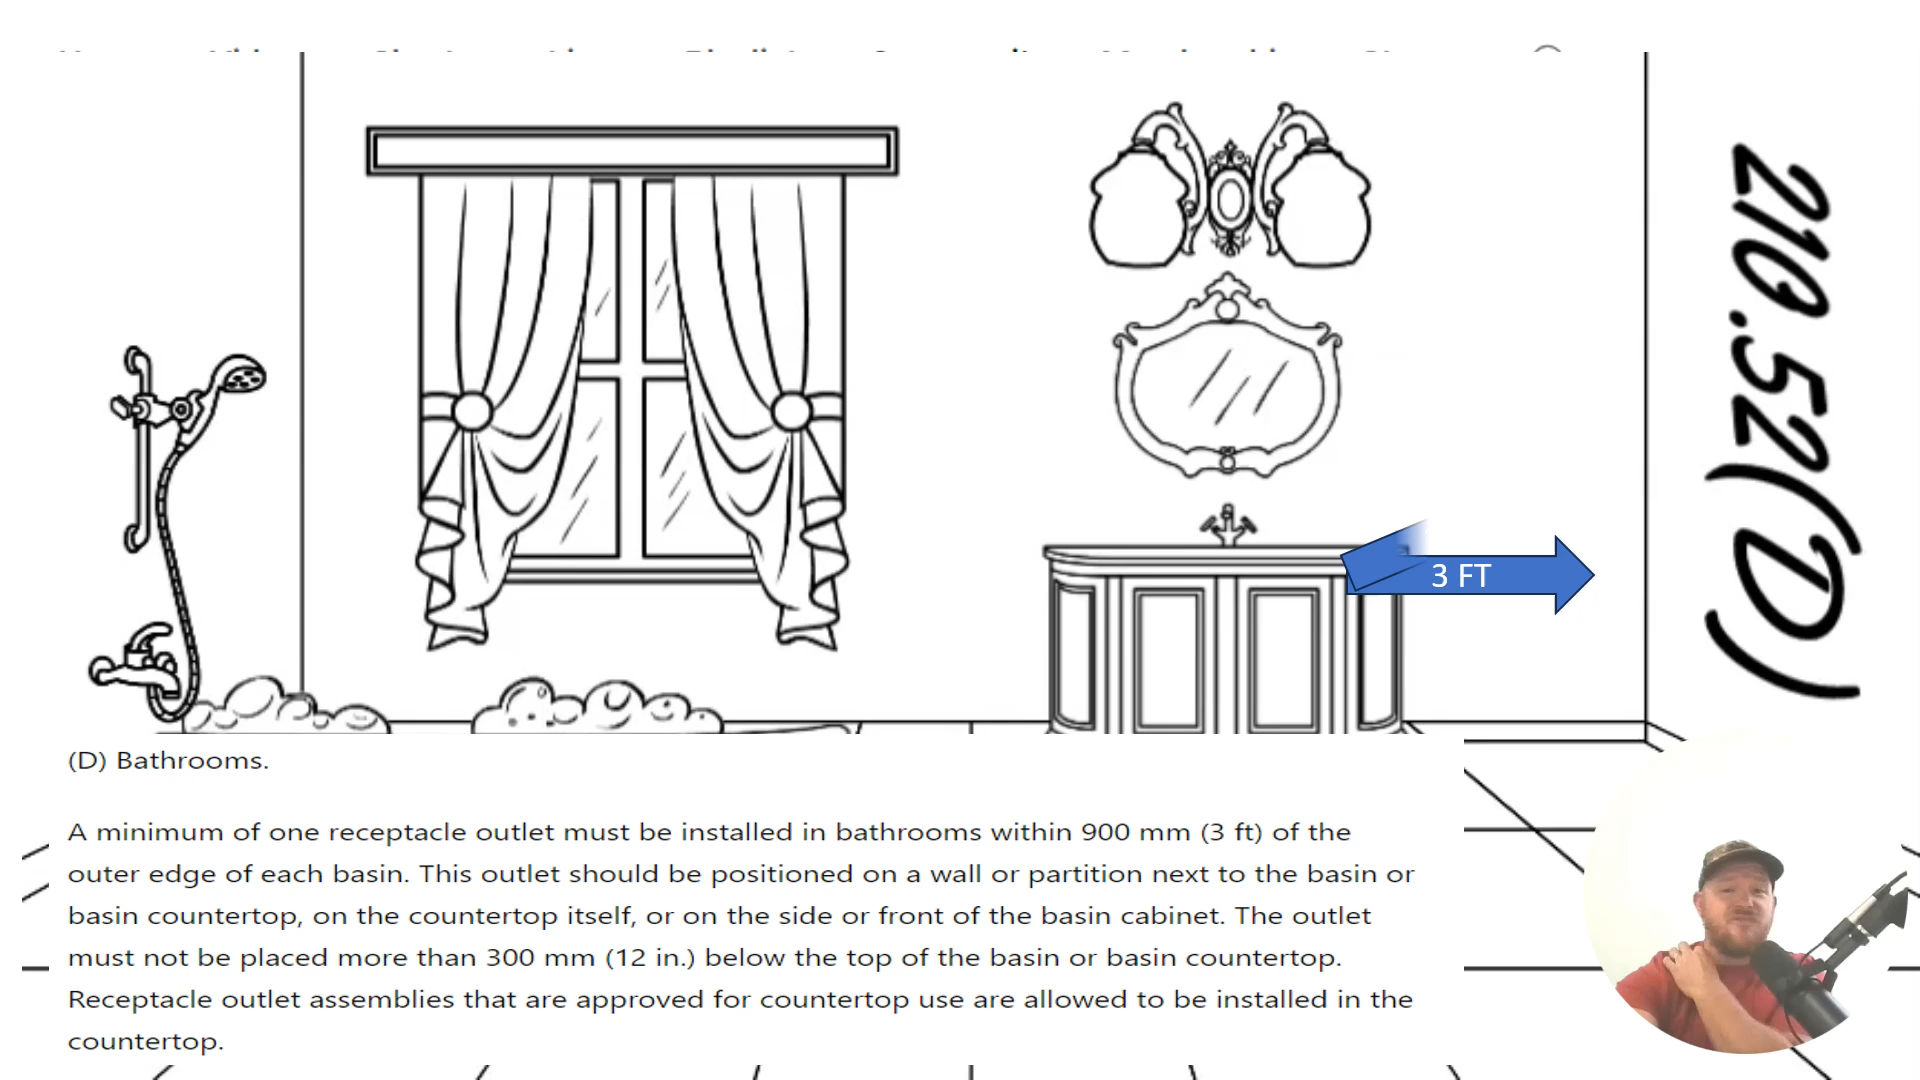 210.52(D)
3 FT
(D) Bathrooms.
A minimum of one receptacle outlet must be installed in bathrooms within 900 mm (3 ft) of the
outer edge of each basin. This outlet should be positioned on a wall or partition next to the basin or
basin countertop, on the countertop itself, or on the side or front of the basin cabinet. The outlet
must not be placed more than 300 mm (12 in.) below the top of the basin or basin countertop.
Receptacle outlet assemblies that are approved for countertop use are allowed to be installed in the
countertop.